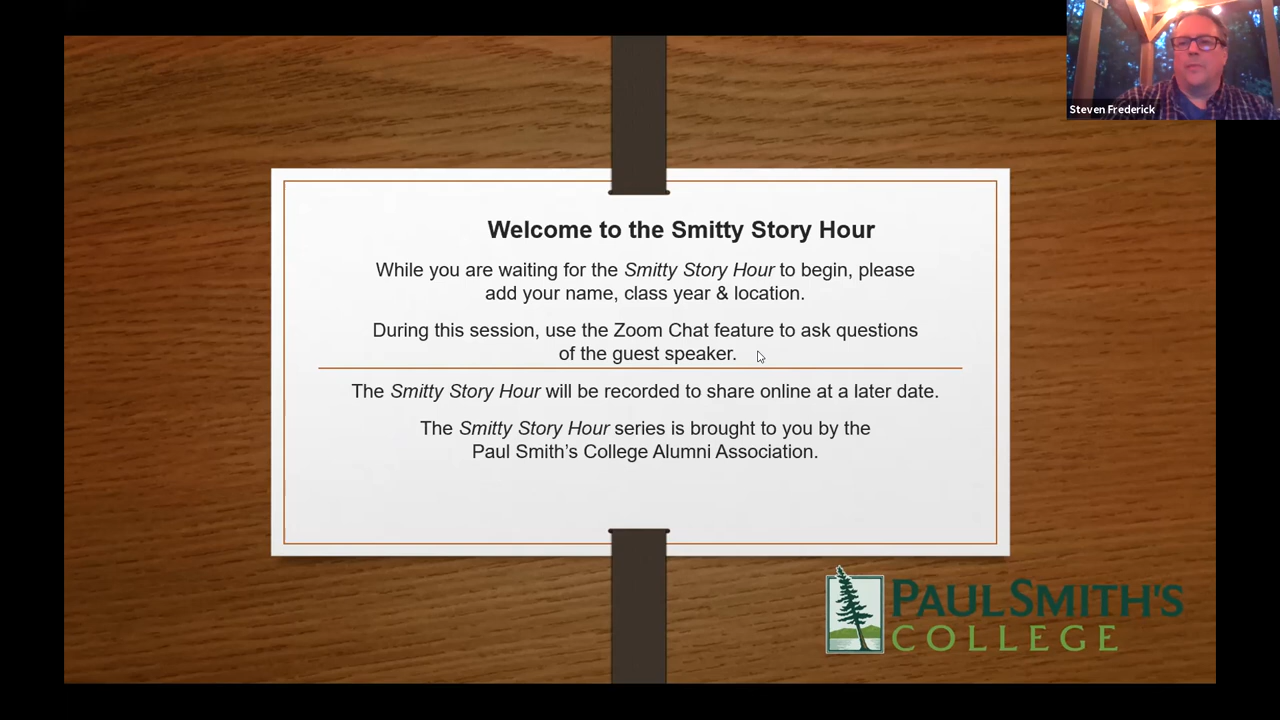 Steven Frederick
Welcome to the Smitty Story Hour
While you are waiting for the Smitty Story Hour to begin, please
add your name, class year & location.
During this session, use the Zoom Chat feature to ask questions
of the guest speaker.
The Smitty Story Hour will be recorded to share online at a later date.
The Smitty Story Hour series is brought to you by the
Paul Smith’s College Alumni Association.
PAUL SMITH'S
COLLEGE